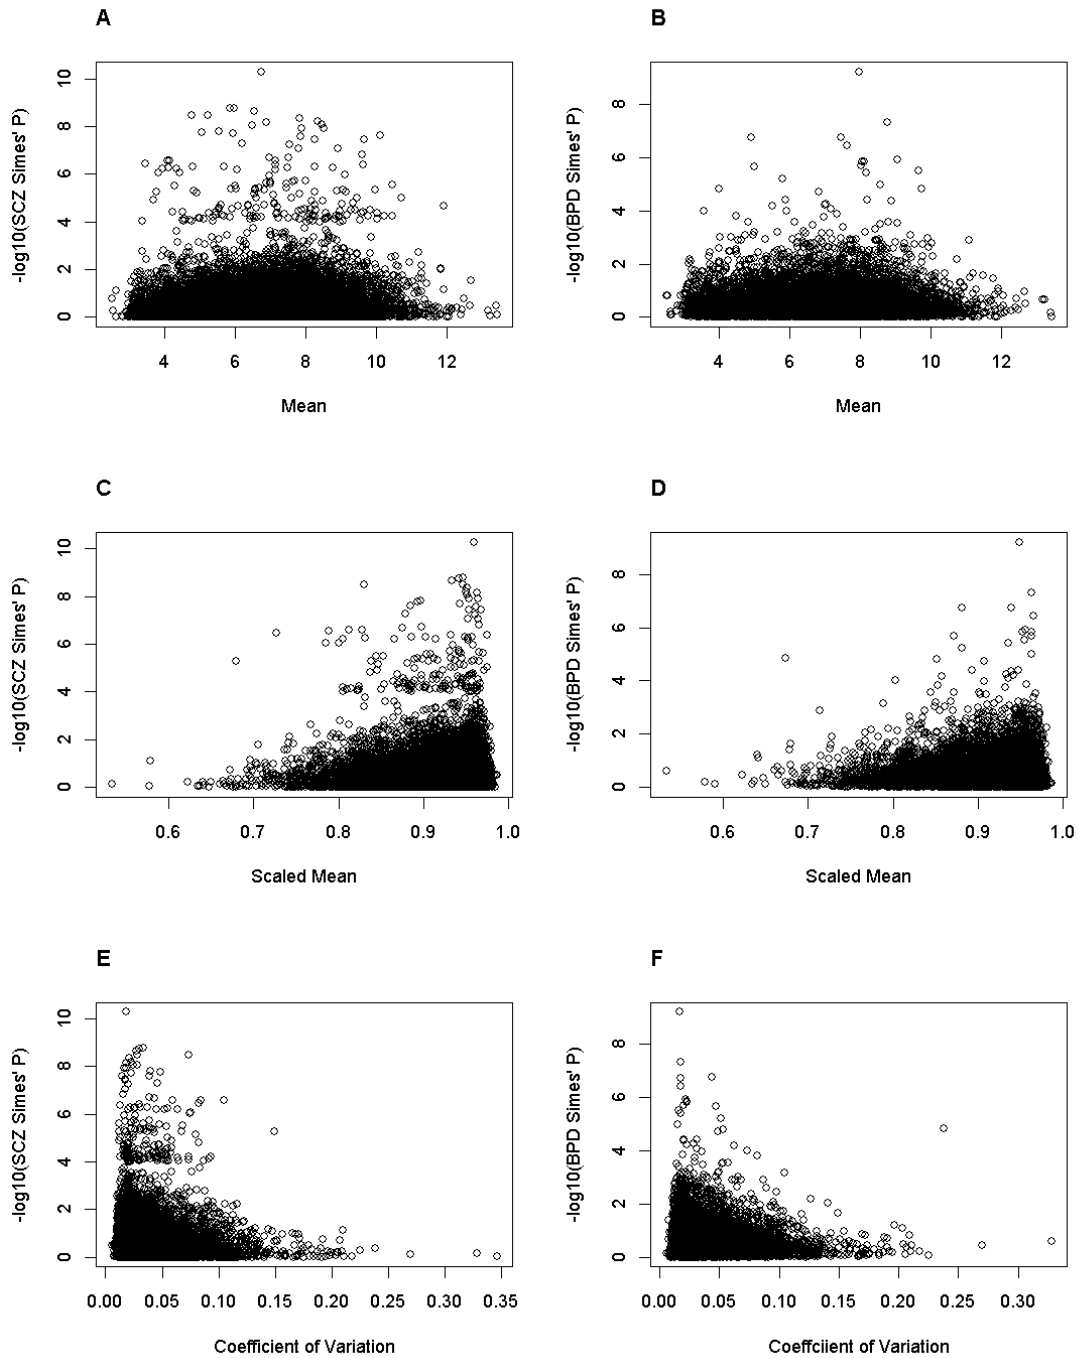 A
B
-log10(SCZ Simes' P)
0 2 4 6 8 10
4 6 8 10 12
Mean
-log10(BPD Simes' P)
0 2 4 6 8
4 6 8 10 12
Mean
C
D
-log10(SCZ Simes' P)
0 2 4 6 8 10
0.6 0.7 0.8 0.9 1.0
Scaled Mean
-log10(BPD Simes' P)
0 2 4 6 8
0.6 0.7 0.8 0.9 1.0
Scaled Mean
E
F
-log10(SCZ Simes' P)
0 2 4 6 8 10
0.00 0.05 0.10 0.15 0.20 0.25 0.30 0.35
Coefficient of Variation
-log10(BPD Simes' P)
0 2 4 6 8
0.00 0.05 0.10 0.15 0.20 0.25 0.30
Coeffciient of Variation